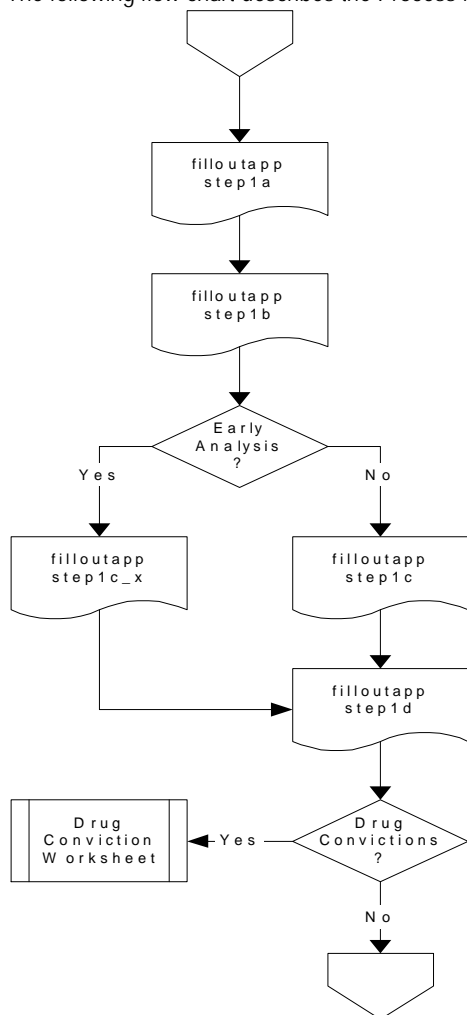 The following flow chart describes the Process
filloutapp
step1a
filloutapp
step1b
Early
Analysis
?
Yes
No
filloutapp
step1c_x
filloutapp
step1c
filloutapp
step1d
Drug
Conviction
Worksheet
Yes
Drug
Convictions
?
No